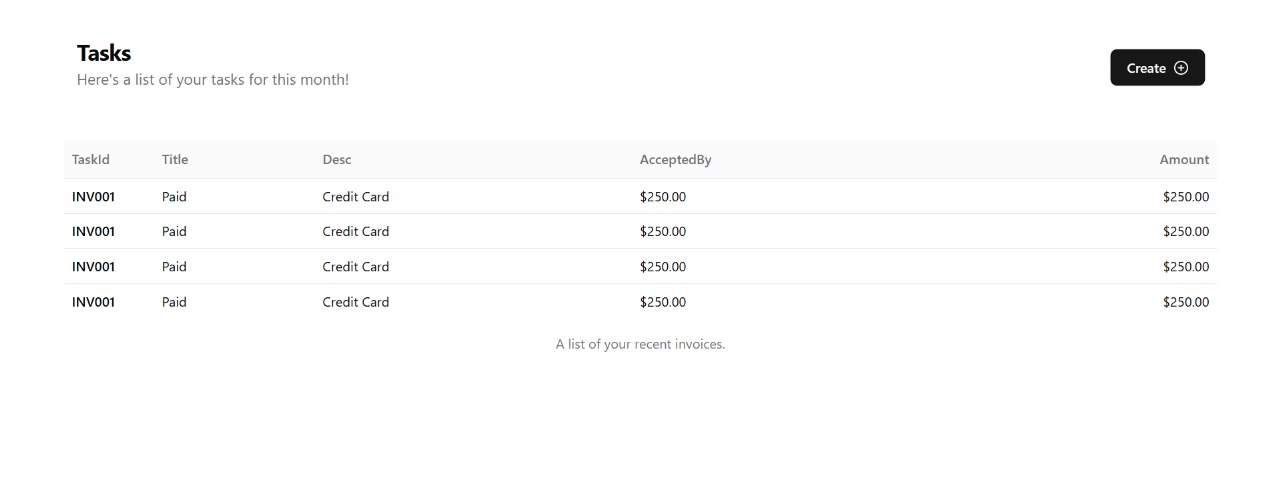 Tasks
Here's a list of your tasks for this month!
Create
TaskId Title Desc AcceptedBy Amount
INV001 Paid Credit Card $250.00 $250.00
INV001 Paid Credit Card $250.00 $250.00
INV001 Paid Credit Card $250.00 $250.00
INV001 Paid Credit Card $250.00 $250.00
A list of your recent invoices.